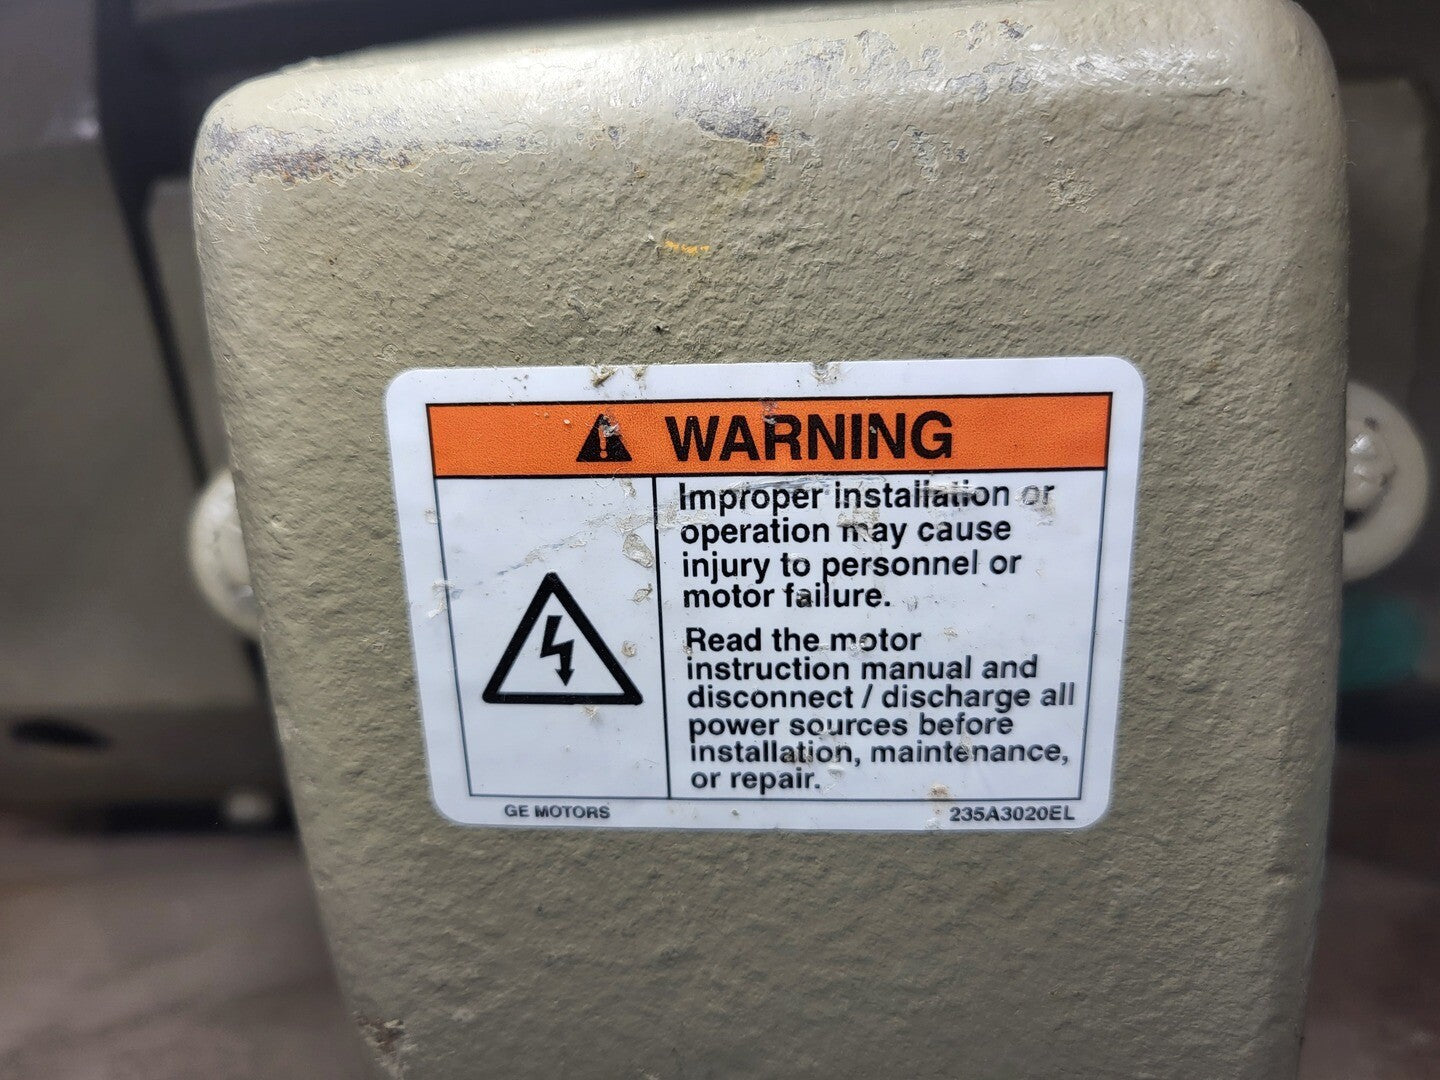 WARNING
Improper installation or
operation may cause
injury to personnel or
motor failure.
Read the motor
instruction manual and
disconnect / discharge all
power sources before
installation, maintenance,
or repair.
GE MOTORS
235A3020EL